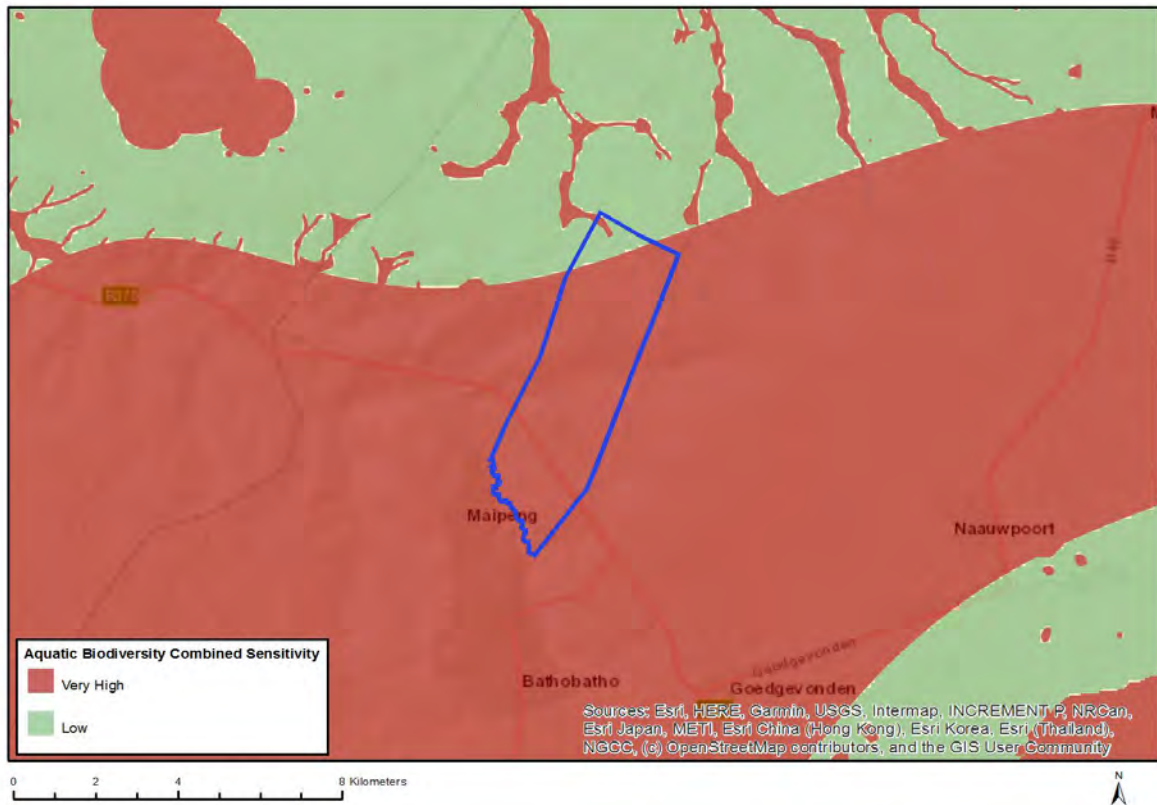 Maipeng
Naauwpoort
Bathobatho
Goedgevonden
Goedgevonden
Aquatic Biodiversity Combined Sensitivity
Very High
Low
Sources: Esri, HERE, Garmin, USGS, Intermap, INCREMENT P, NRCan,
Esri Japan, METI, Esri China (Hong Kong), Esri Korea, Esri (Thailand),
NGCC, (c) OpenStreetMap contributors, and the GIS User Community
0 2 4 8 Kilometers
N